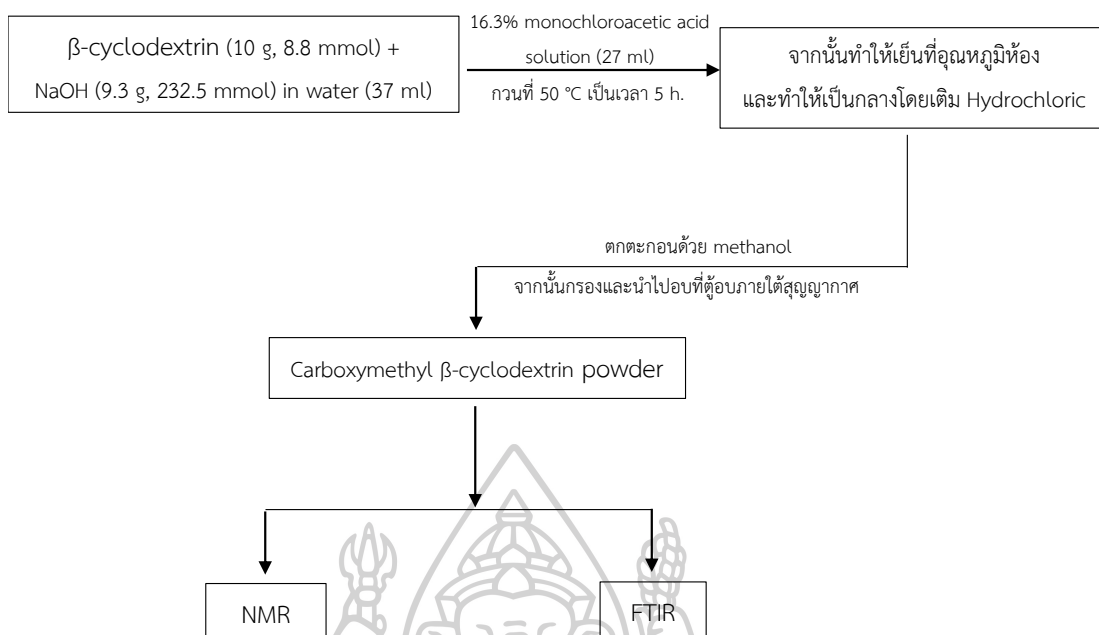 β-cyclodextrin (10 g, 8.8 mmol) +
NaOH (9.3 g, 232.5 mmol) in water (37 ml)
16.3% monochloroacetic acid
solution (27 ml)
กวนที่ 50 °C เป็นเวลา 5 h.
จากนั้นทำให้เย็นที่อุณหภูมิห้อง
และทำให้เป็นกลางโดยเติม Hydrochloric
ตกตะกอนด้วย methanol
จากนั้นกรองและนำไปอบที่ตู้อบภายใต้สุญญากาศ
Carboxymethyl β-cyclodextrin powder
NMR
FTIR